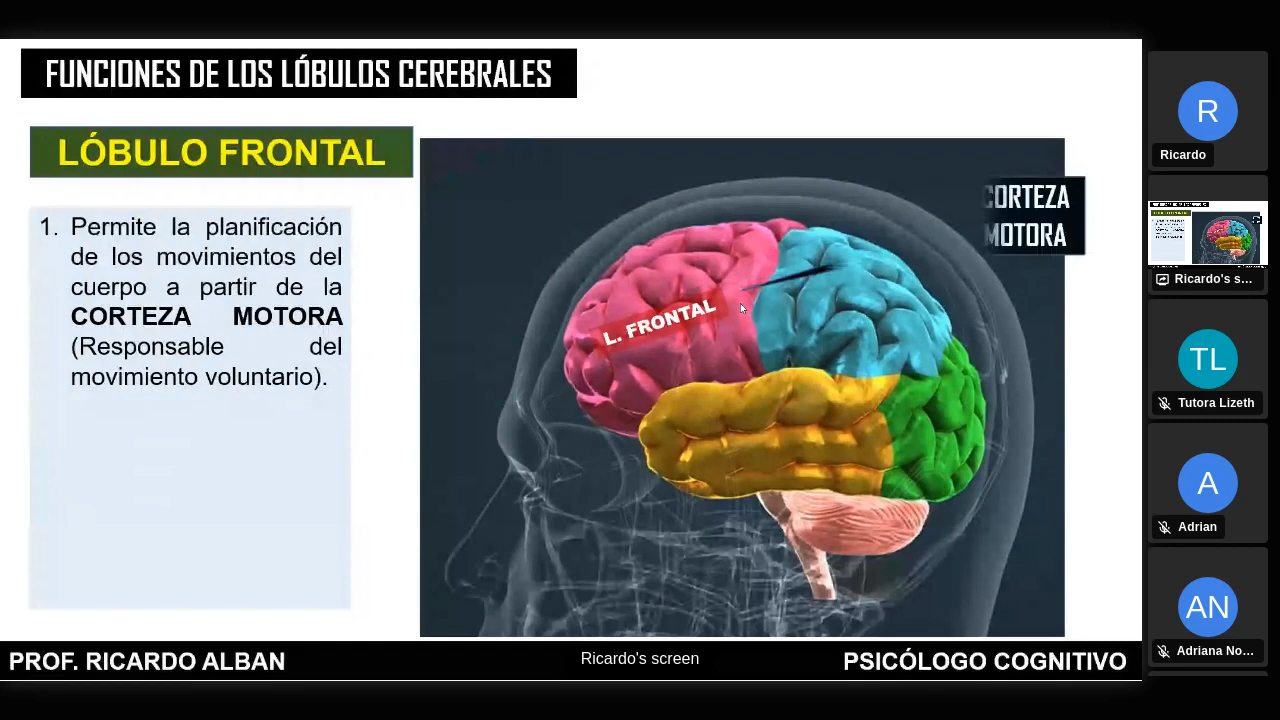 FUNCIONES DE LOS LÓBULOS CEREBRALES
LÓBULO FRONTAL
1. Permite la planificación
de los movimientos del
cuerpo a partir de la
CORTEZA MOTORA
(Responsable del
movimiento voluntario).
CORTEZA
MOTORA
L. FRONTAL
PROF. RICARDO ALBAN
Ricardo's screen
PSICÓLOGO COGNITIVO
R
Ricardo
Ricardo's s...
TL
Tutora Lizeth
A
Adrian
AN
Adriana No...